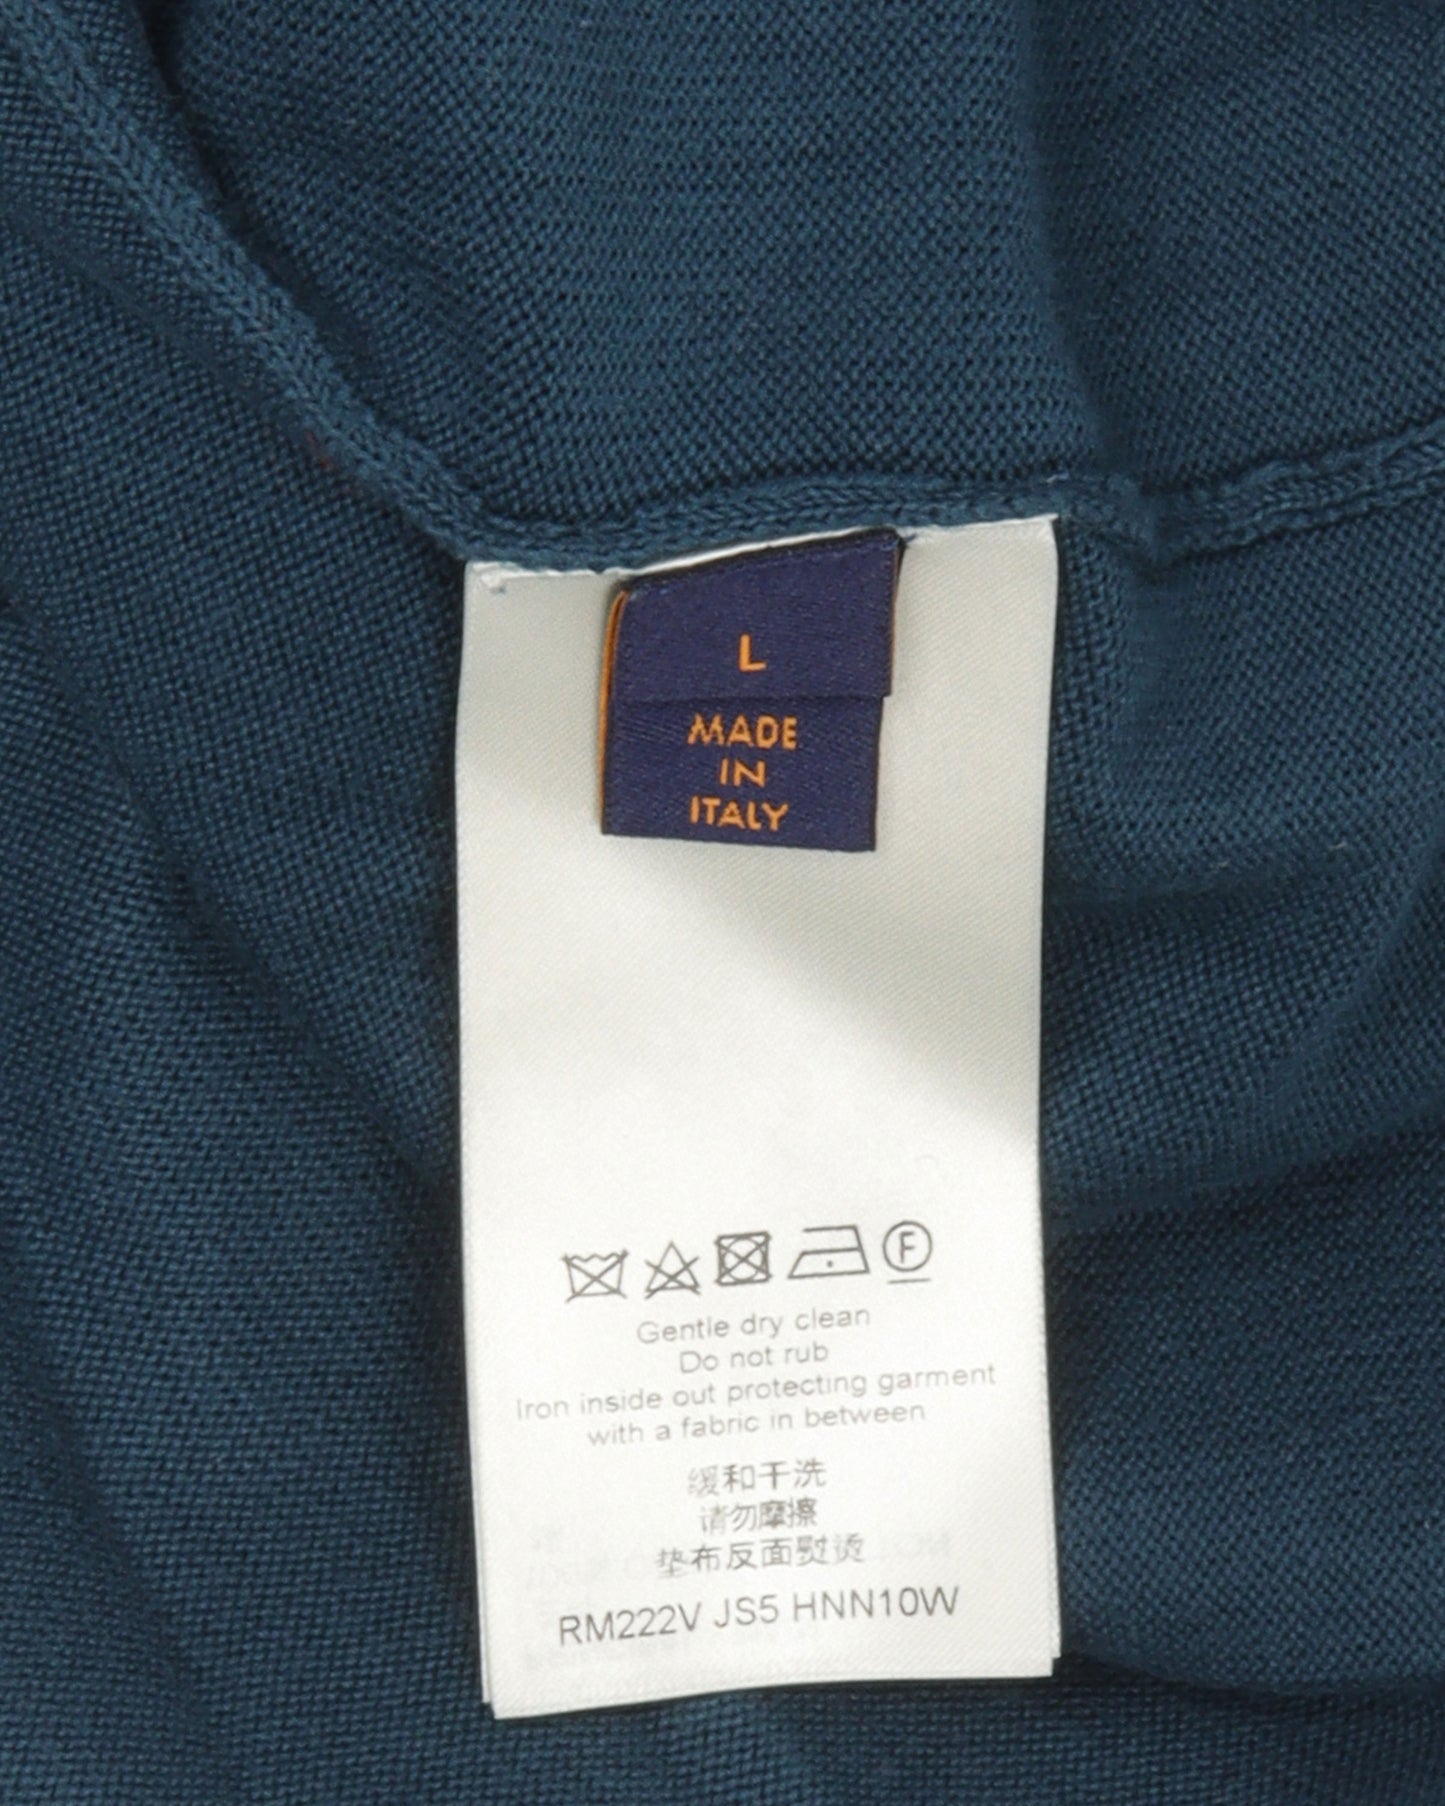 L
MADE
IN
ITALY
F
Gentle dry clean
Do not rub
Iron inside out protecting garment
with a fabric in between
缓和干洗
请勿摩擦
垫布反面熨烫
RM222V JS5 HNN10W